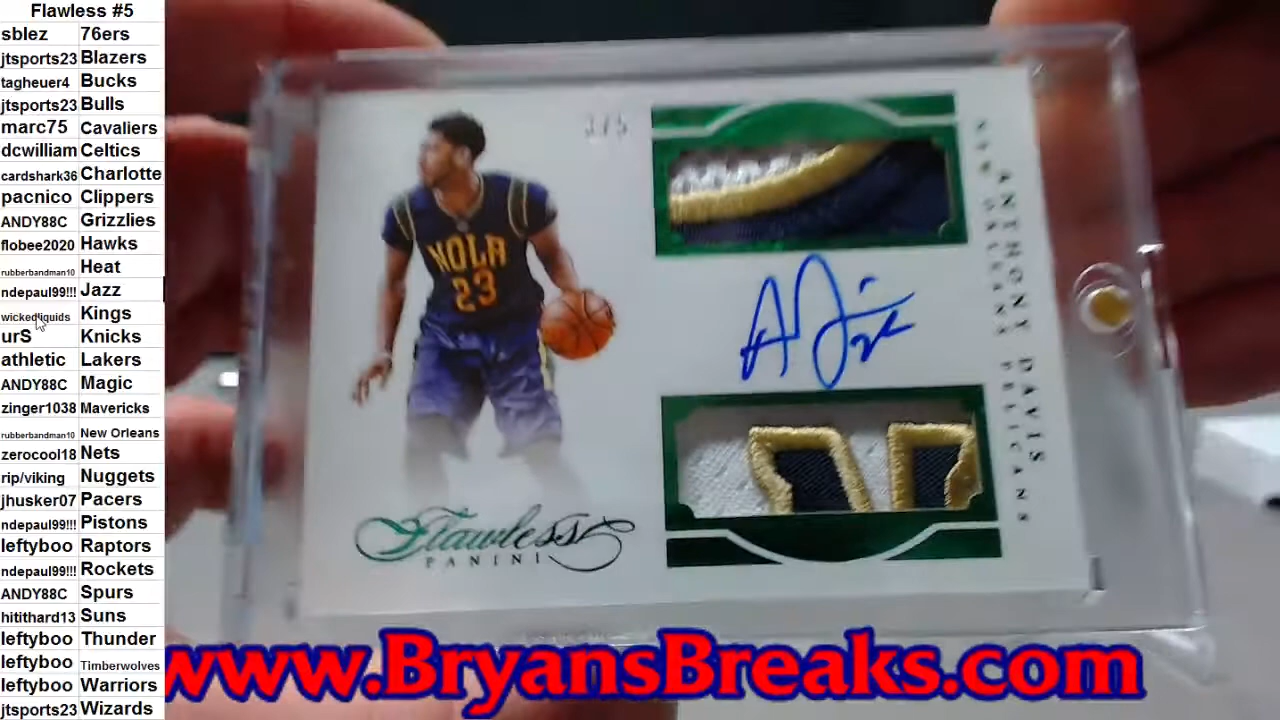 Flawless #5
sblez 76ers
jtsports23 Blazers
tagheuer4 Bucks
jtsports23 Bulls
marc75 Cavaliers
dcwilliam Celtics
cardshark36 Charlotte
pacnico Clippers
ANDY88C Grizzlies
flobee2020 Hawks
rubberbandman10 Heat
ndepaul99!!! Jazz
wickedliquids Kings
urS Knicks
athletic Lakers
ANDY88C Magic
zinger1038 Mavericks
rubberbandman10 New Orleans
zerocool18 Nets
rip/viking Nuggets
jhusker07 Pacers
ndepaul99!!! Pistons
leftyboo Raptors
ndepaul99!!! Rockets
ANDY88C Spurs
hitithard13 Suns
leftyboo Thunder
leftyboo Timberwolves
leftyboo Warriors
jtsports23 Wizards
NOLA
23
ANTHONY DAVIS
NEW ORLEANS PELICANS
Flawless
PANINI
www.BryansBreaks.com